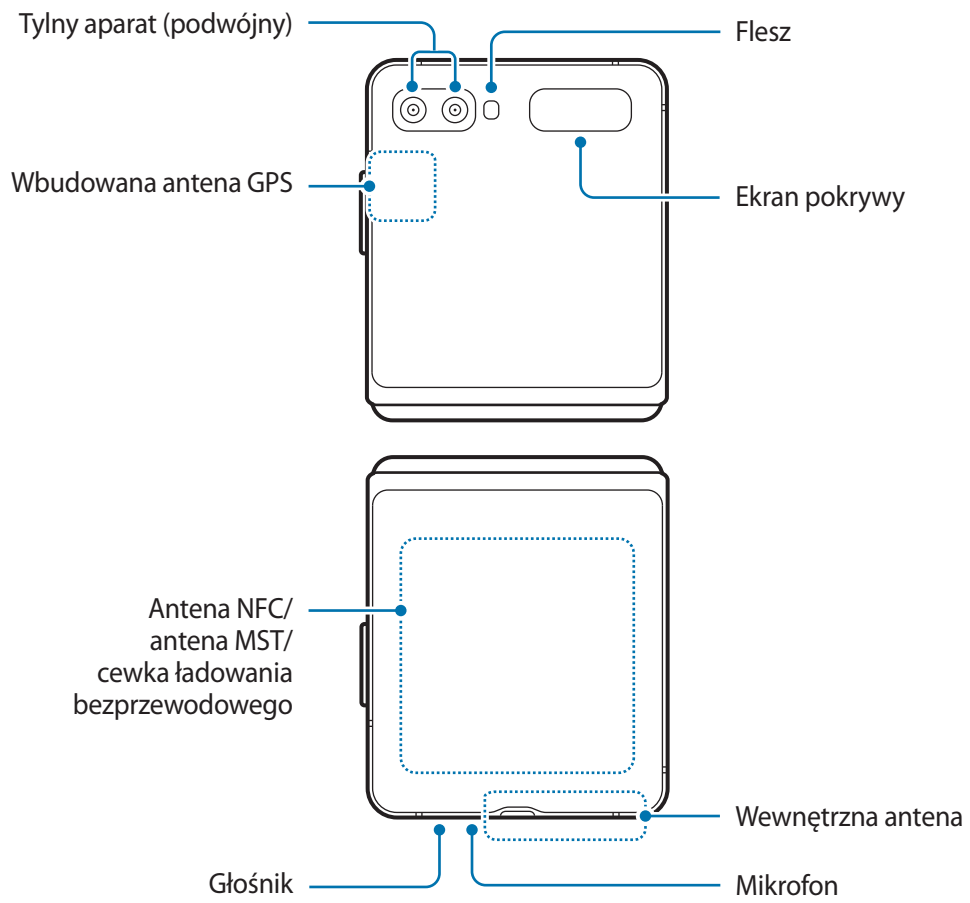 Tylny aparat (podwójny)
Flesz
Wbudowana antena GPS
Ekran pokrywy
Antena NFC/
antena MST/
cewka ładowania
bezprzewodowego
Wewnętrzna antena
Głośnik
Mikrofon